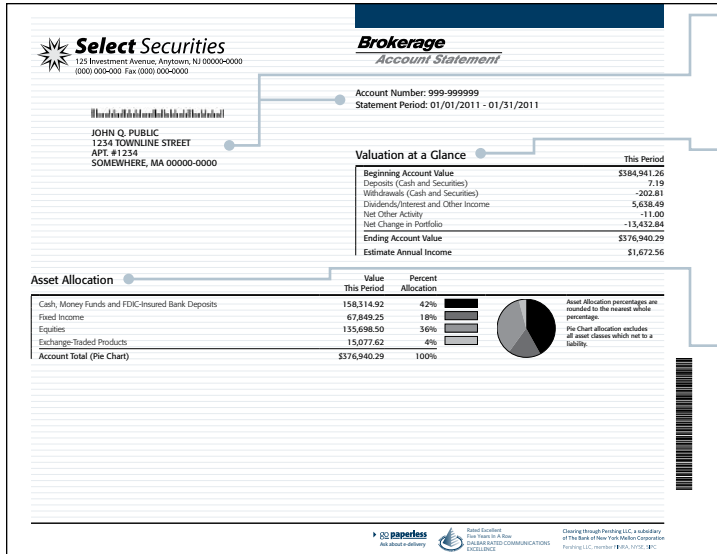 Select Securities
125 Investment Avenue, Anytown, NJ 00000-0000
(000) 000-000 Fax (000) 000-0000
Brokerage
Account Statement
Account Number: 999-999999
Statement Period: 01/01/2011 - 01/31/2011
JOHN Q. PUBLIC
1234 TOWNLINE STREET
APT. #1234
SOMEWHERE, MA 00000-0000
Valuation at a Glance
This Period
Beginning Account Value $384,941.26
Deposits (Cash and Securities) 7.19
Withdrawals (Cash and Securities) -202.81
Dividends/Interest and Other Income 5,638.49
Net Other Activity -11.00
Net Change in Portfolio -13,432.84
Ending Account Value $376,940.29
Estimate Annual Income $1,672.56
Asset Allocation
Value Percent
This Period Allocation
Cash, Money Funds and FDIC-Insured Bank Deposits 158,314.92 42%
Fixed Income 67,849.25 18%
Equities 135,698.50 36%
Exchange-Traded Products 15,077.62 4%
Account Total (Pie Chart) $376,940.29 100%
Asset Allocation percentages are
rounded to the nearest whole
percentage.
Pie Chart allocation excludes
all asset classes which net to a
liability.
go paperless
Ask about e-delivery
Rated Excellent
Five Years In A Row
DALBAR RATED COMMUNICATIONS
EXCELLENCE
Clearing through Pershing LLC, a subsidiary
of The Bank of New York Mellon Corporation
Pershing LLC, member FINRA, NYSE, SIPC